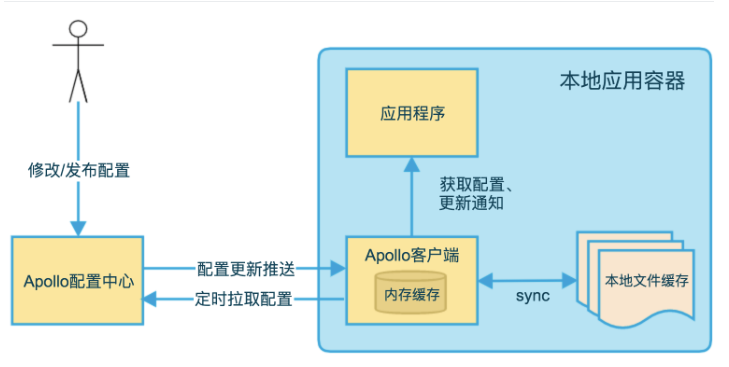 本地应用容器
应用程序
修改/发布配置
获取配置、
更新通知
Apollo配置中心
配置更新推送
定时拉取配置
Apollo客户端
内存缓存
sync
本地文件缓存